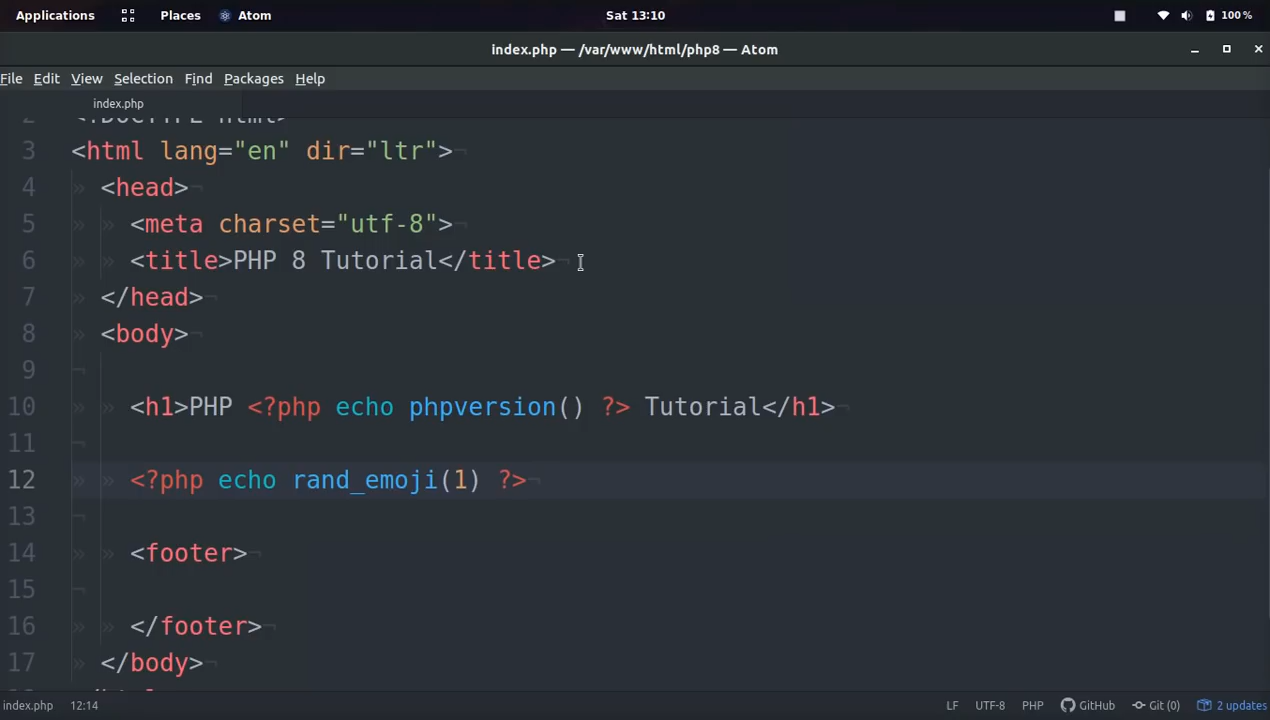 Applications Places Atom Sat 13:10 100 %
index.php — /var/www/html/php8 — Atom
File Edit View Selection Find Packages Help
index.php
2 <!DOCTYPE html>
3 <html lang="en" dir="ltr">
4 <head>
5 <meta charset="utf-8">
6 <title>PHP 8 Tutorial</title>
7 </head>
8 <body>
9
10 <h1>PHP <?php echo phpversion() ?> Tutorial</h1>
11
12 <?php echo rand_emoji(1) ?>
13
14 <footer>
15
16 </footer>
17 </body>
index.php 12:14 LF UTF-8 PHP GitHub Git (0) 2 updates